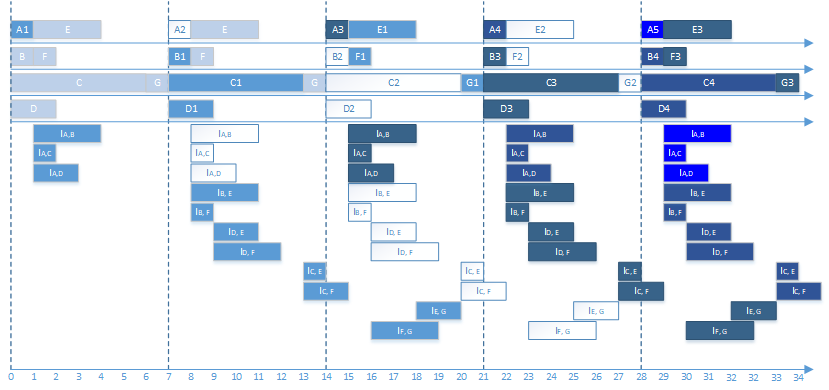 A1 E A2 E A3 E1 A4 E2 A5 E3
B F B1 F B2 F1 B3 F2 B4 F3
C G C1 G C2 G1 C3 G2 C4 G3
D D1 D2 D3 D4
IA,B IA,B IA,B IA,B IA,B
IA,C IA,C IA,C IA,C IA,C
IA,D IA,D IA,D IA,D IA,D
IB, E IB, E IB, E IB, E
IB, F IB, F IB, F IB, F
ID, E ID, E ID, E ID, E
ID, F ID, F ID, F ID, F
IC, E IC, E IC, E IC, E
IC, F IC, F IC, F IC, F
IE, G IE, G IE, G
IF, G IF, G IF, G
0 1 2 3 4 5 6 7 8 9 10 11 12 13 14 15 16 17 18 19 20 21 22 23 24 25 26 27 28 29 30 31 32 32 33 34